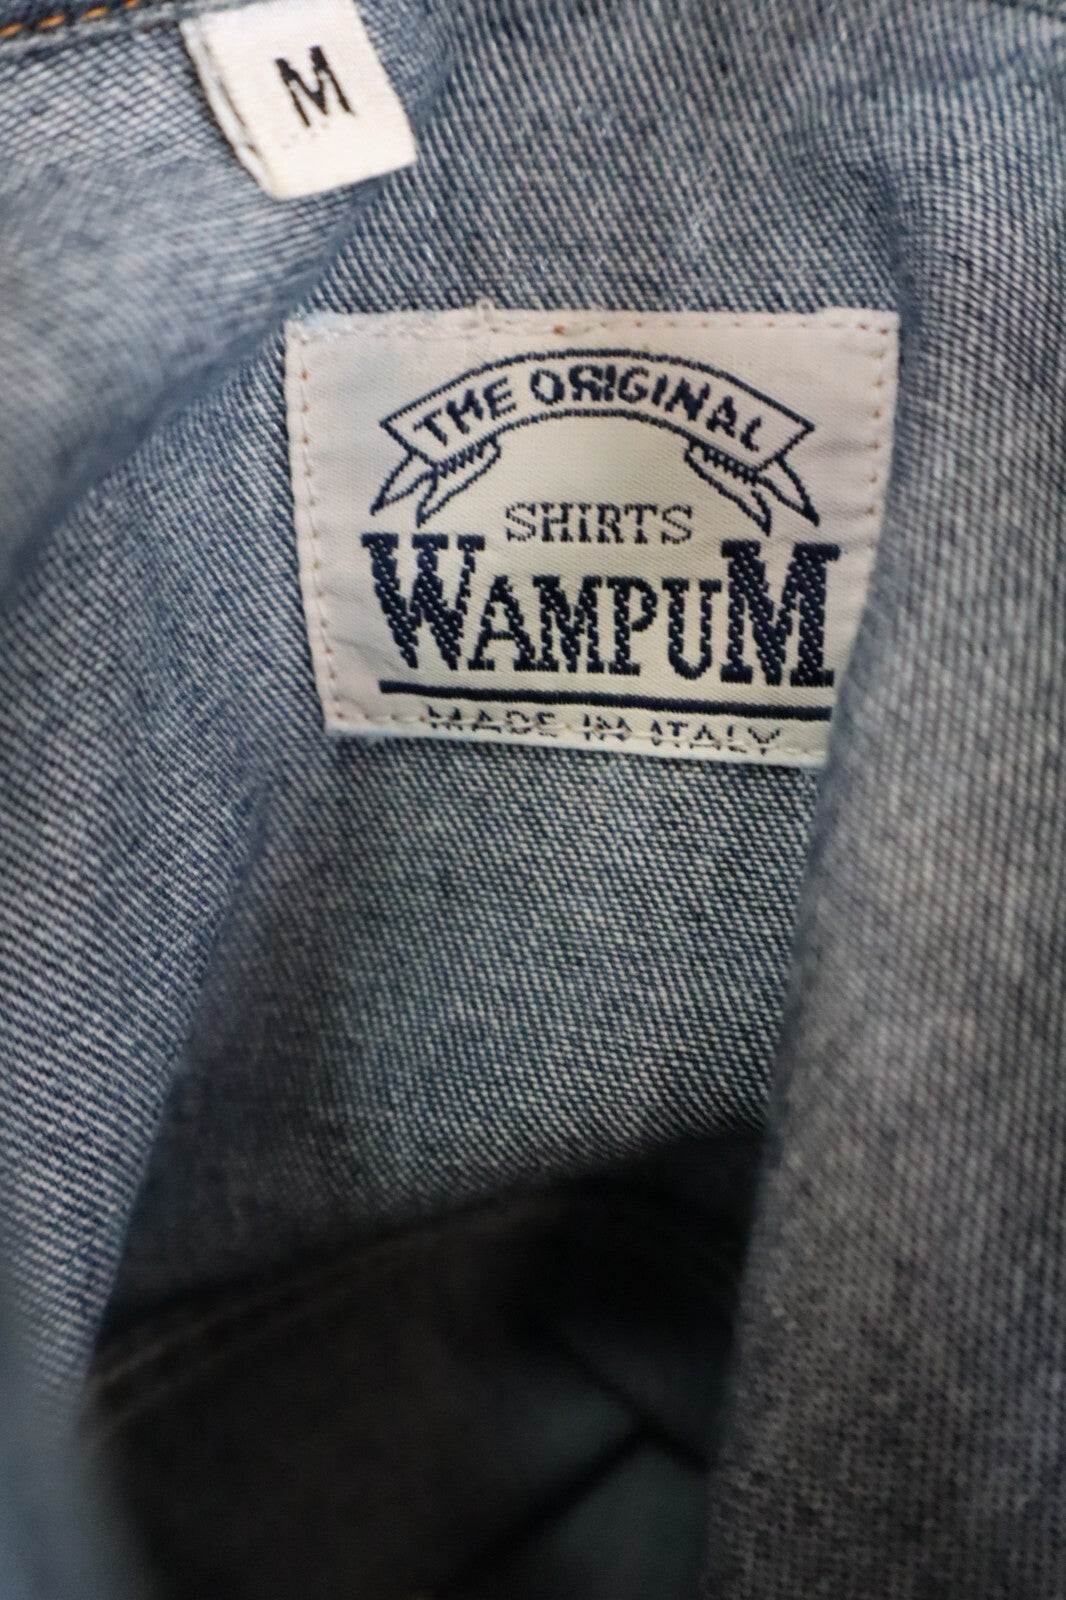 M
THE ORIGINAL
SHIRTS
WAMPUM
MADE IN ITALY